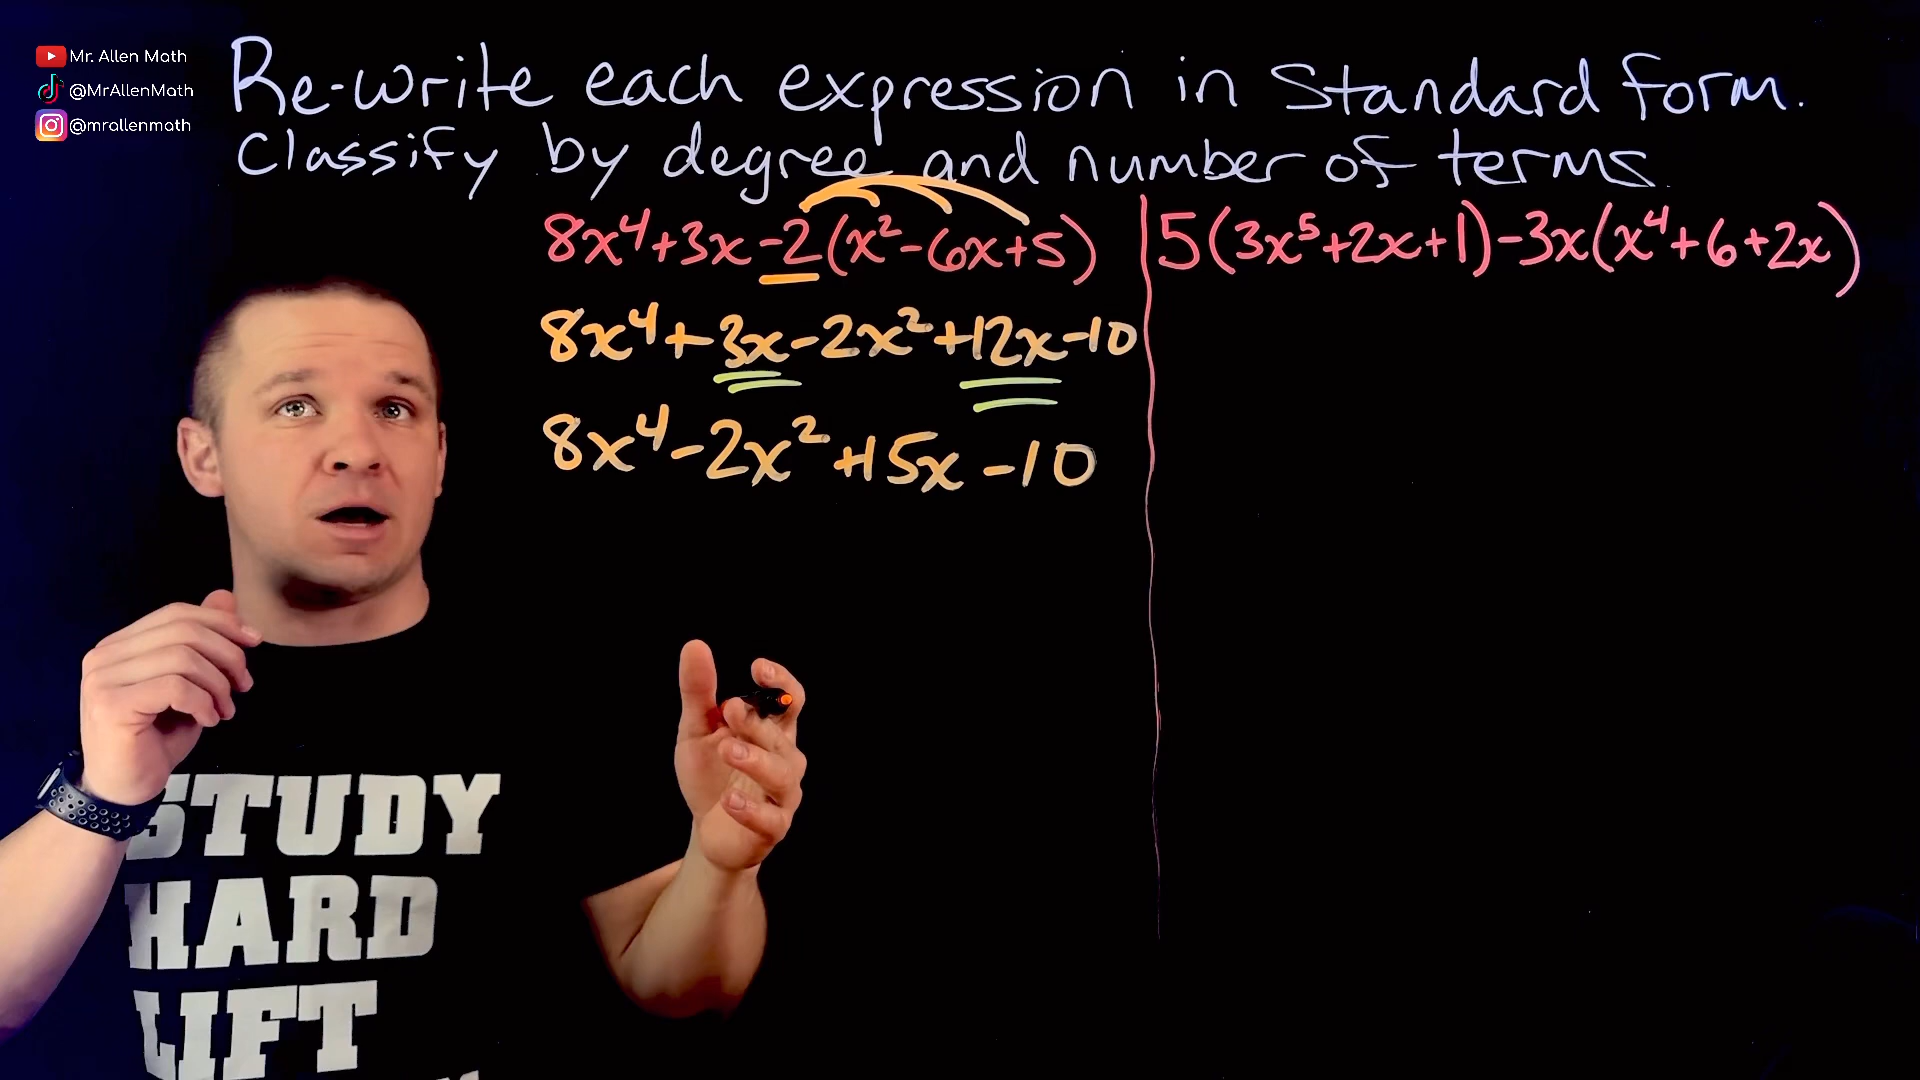 Mr. Allen Math
@MrAllenMath
@mrallenmath
Re-write each expression in Standard form.
Classify by degree and number of terms.
8x⁴+3x-2(x²-6x+5)
8x⁴+3x-2x²+12x-10
8x⁴-2x²+15x-10
5(3x⁵+2x+1)-3x(x⁴+6+2x)
STUDY
HARD
LIFT